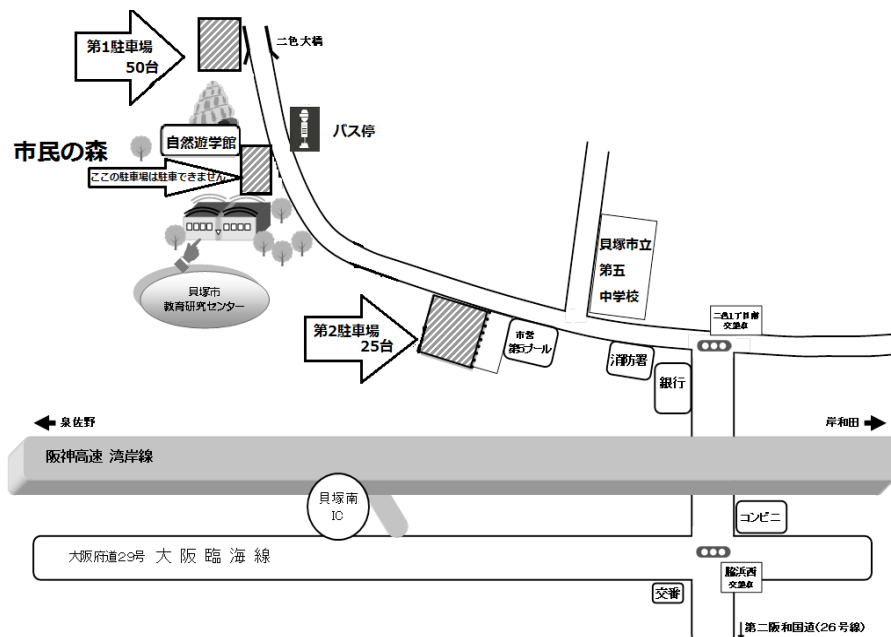 第1駐車場
50台
二色大橋
バス停
自然遊学館
市民の森
ここの駐車場は駐車できません
貝塚市
教育研究センター
貝塚市立
第五
中学校
第2駐車場
25台
市営
第5プール
消防署
銀行
二色1丁目南
交差点
泉佐野
岸和田
阪神高速 湾岸線
貝塚南
IC
コンビニ
大阪府道29号 大阪臨海線
脇浜西
交差点
交番
第二阪和国道(26号線)